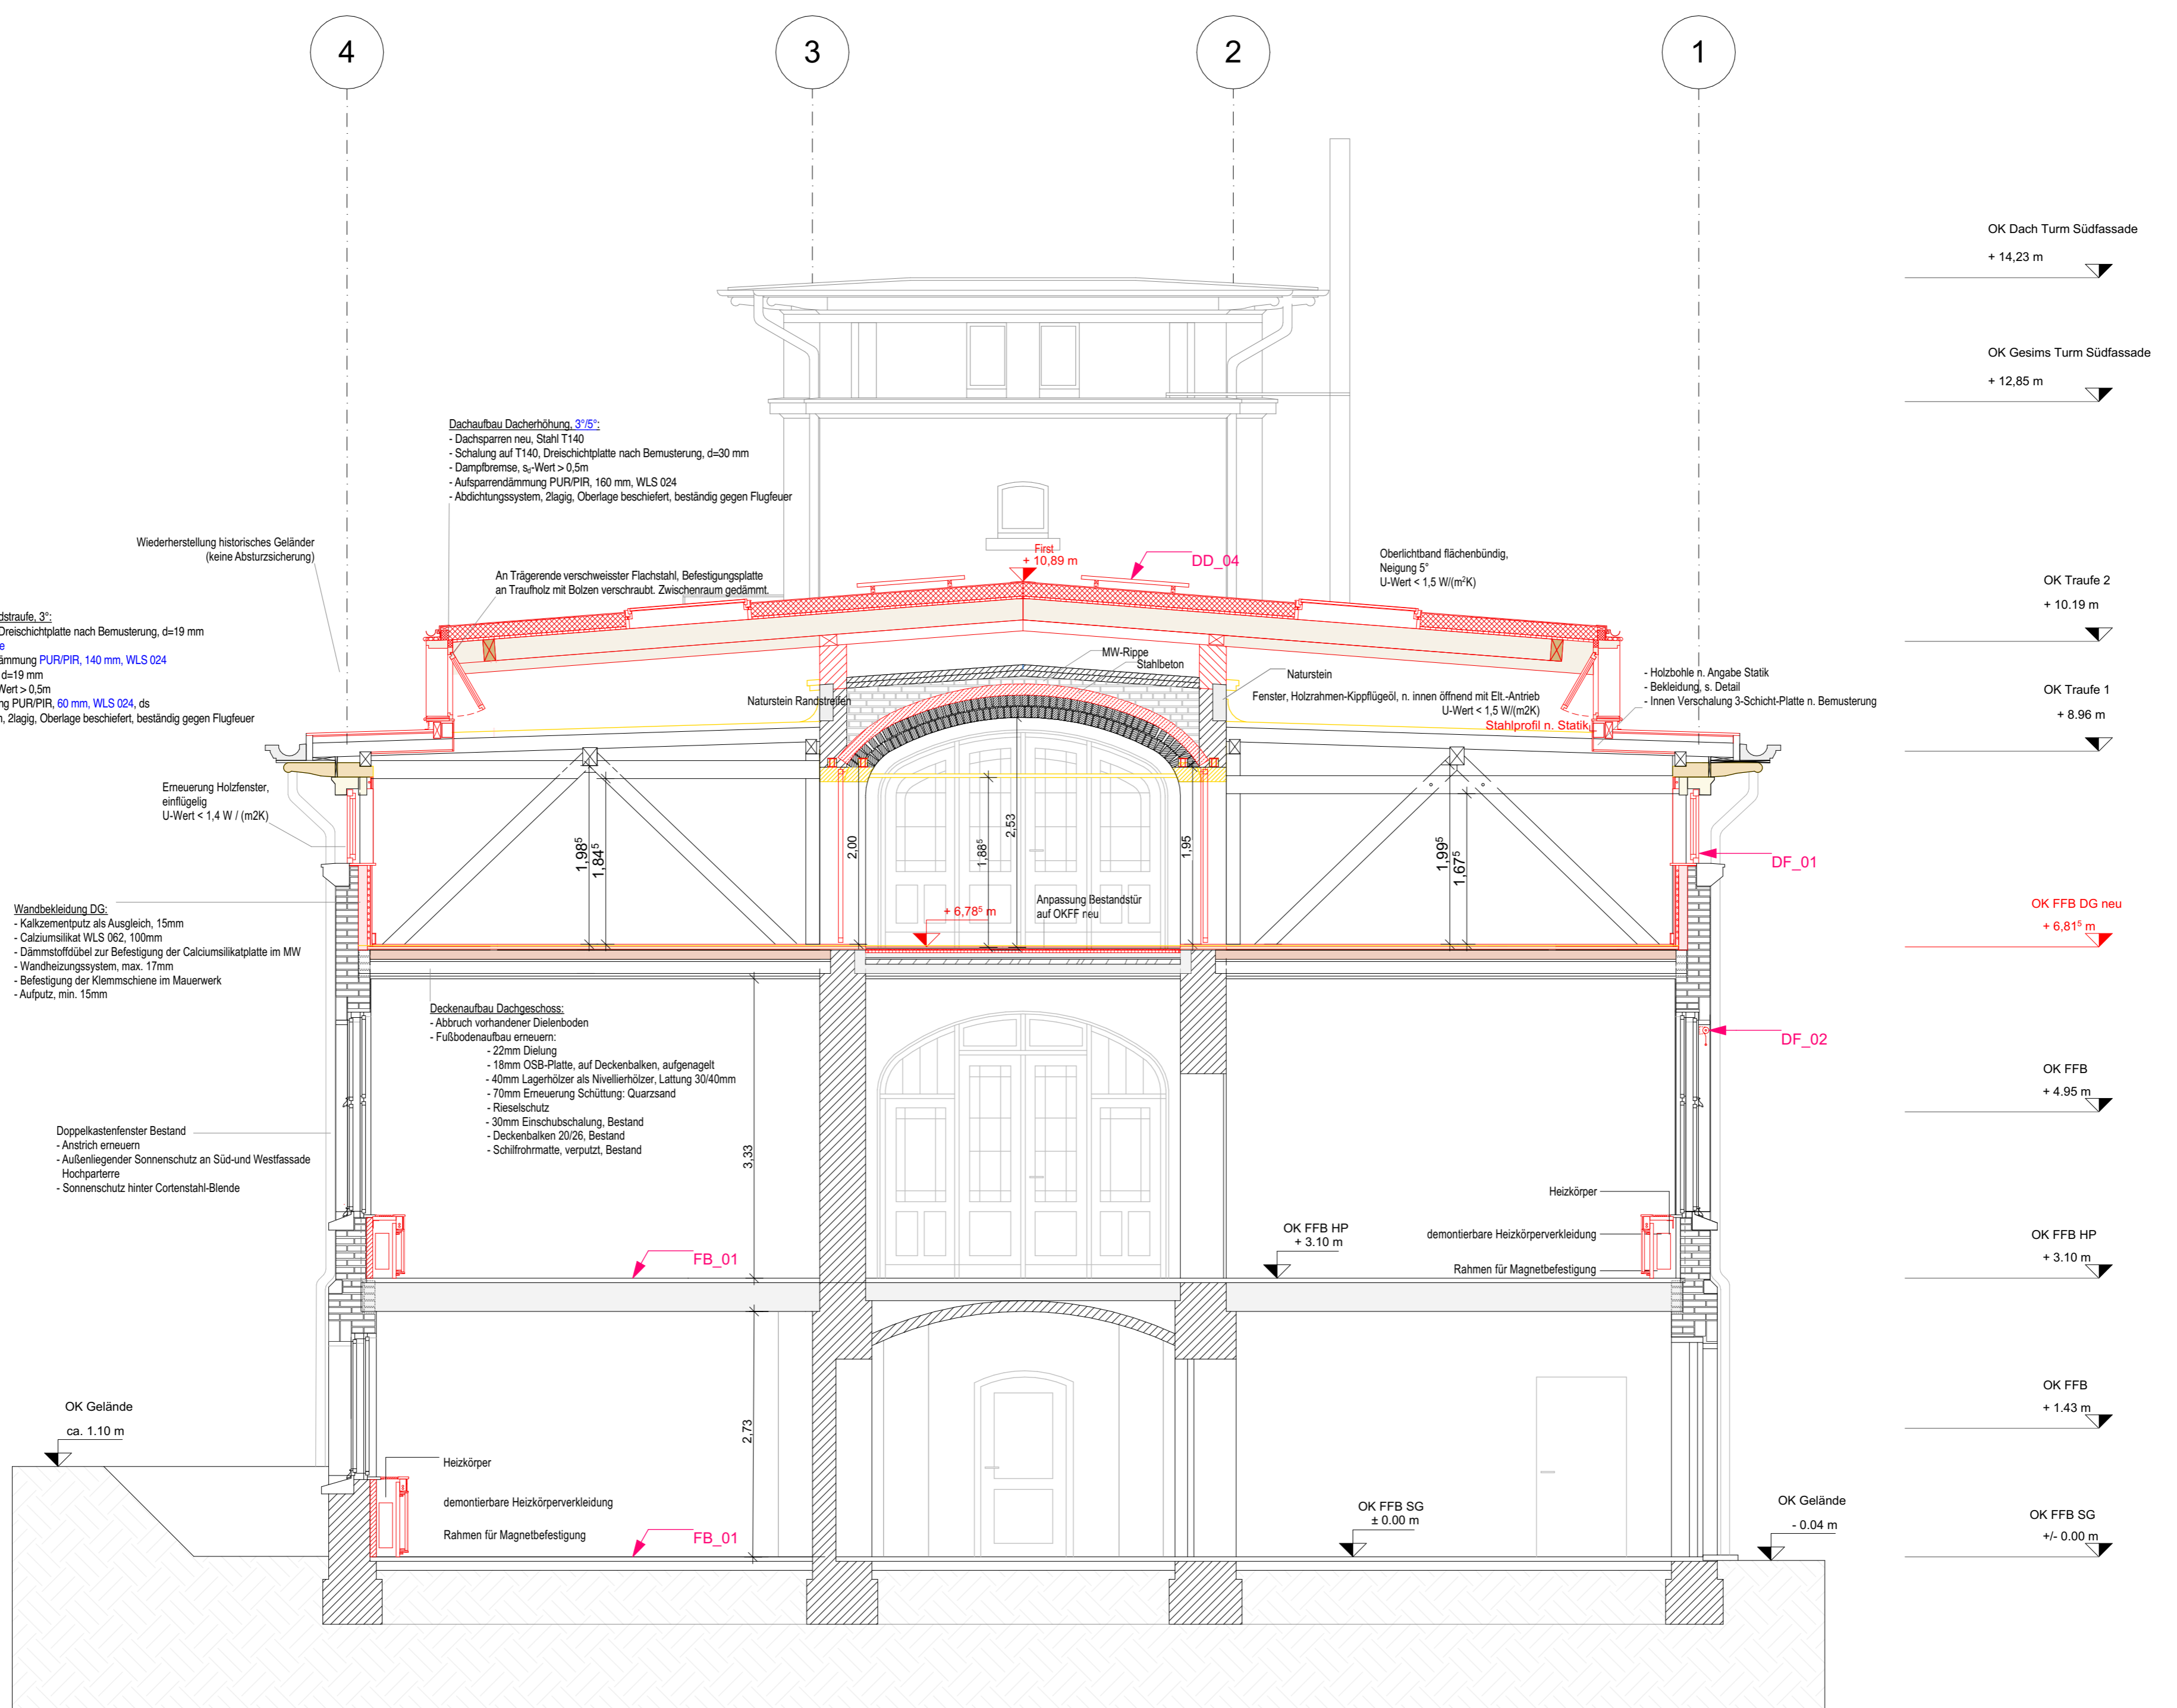 4
3
2
1
OK Dach Turm Südfassade
+ 14,23 m
OK Gesims Turm Südfassade
+ 12,85 m
Dachaufbau Dacherhöhung, 3°/5°:
- Dachsparren neu, Stahl T140
- Schalung auf T140, Dreischichtplatte nach Bemusterung, d=30 mm
- Dampfbremse, sd-Wert > 0,5m
- Aufsparrendämmung PUR/PIR, 160 mm, WLS 024
- Abdichtungssystem, 2lagig, Oberlage beschiefert, beständig gegen Flugfeuer
Wiederherstellung historisches Geländer
(keine Absturzsicherung)
An Trägerende verschweisster Flachstahl, Befestigungsplatte
an Traufholz mit Bolzen verschraubt. Zwischenraum gedämmt.
First
+ 10,89 m
DD_04
Oberlichtband flächenbündig,
Neigung 5°
U-Wert < 1,5 W/(m²K)
OK Traufe 2
+ 10.19 m
dstraufe, 3°:
Dreischichtplatte nach Bemusterung, d=19 mm
e
ämmung PUR/PIR, 140 mm, WLS 024
d=19 mm
Wert > 0,5m
ng PUR/PIR, 60 mm, WLS 024, ds
n, 2lagig, Oberlage beschiefert, beständig gegen Flugfeuer
MW-Rippe
Stahlbeton
Naturstein
Naturstein Randstreifen
Fenster, Holzrahmen-Kippflügeöl, n. innen öffnend mit Elt.-Antrieb
U-Wert < 1,5 W/(m2K)
Stahlprofil n. Statik
- Holzbohle n. Angabe Statik
- Bekleidung, s. Detail
- Innen Verschalung 3-Schicht-Platte n. Bemusterung
OK Traufe 1
+ 8.96 m
Erneuerung Holzfenster,
einflügelig
U-Wert < 1,4 W / (m2K)
1,98⁵
1,84⁵
2,00
1,88⁵
2,53
1,95
1,99⁵
1,67⁵
DF_01
Wandbekleidung DG:
- Kalkzementputz als Ausgleich, 15mm
- Calziumsilikat WLS 062, 100mm
- Dämmstoffdübel zur Befestigung der Calciumsilikatplatte im MW
- Wandheizungssystem, max. 17mm
- Befestigung der Klemmschiene im Mauerwerk
- Aufputz, min. 15mm
+ 6,78⁵ m
Anpassung Bestandstür
auf OKFF neu
OK FFB DG neu
+ 6,81⁵ m
Deckenaufbau Dachgeschoss:
- Abbruch vorhandener Dielenboden
- Fußbodenaufbau erneuern:
- 22mm Dielung
- 18mm OSB-Platte, auf Deckenbalken, aufgenagelt
- 40mm Lagerhölzer als Nivellierhölzer, Lattung 30/40mm
- 70mm Erneuerung Schüttung: Quarzsand
- Rieselschutz
- 30mm Einschubschalung, Bestand
- Deckenbalken 20/26, Bestand
- Schilfrohrmatte, verputzt, Bestand
DF_02
OK FFB
+ 4.95 m
Doppelkastenfenster Bestand
- Anstrich erneuern
- Außenliegender Sonnenschutz an Süd-und Westfassade
Hochparterre
- Sonnenschutz hinter Cortenstahl-Blende
3,33
Heizkörper
demontierbare Heizkörperverkleidung
Rahmen für Magnetbefestigung
OK FFB HP
+ 3.10 m
OK FFB HP
+ 3.10 m
FB_01
2,73
OK FFB
+ 1.43 m
OK Gelände
ca. 1.10 m
Heizkörper
demontierbare Heizkörperverkleidung
Rahmen für Magnetbefestigung
FB_01
OK FFB SG
± 0.00 m
OK Gelände
- 0.04 m
OK FFB SG
+/- 0.00 m